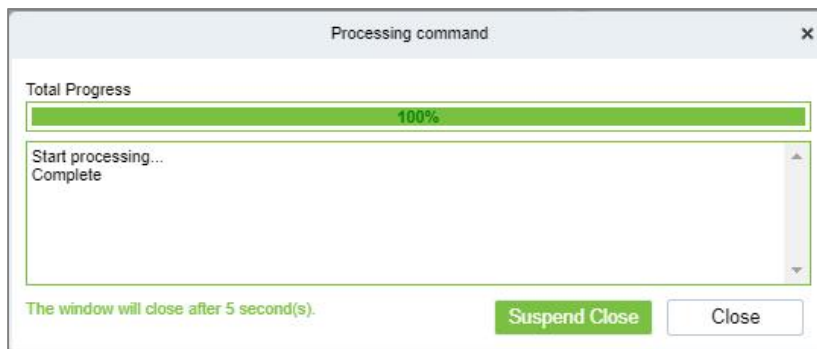 Processing command
Total Progress
100%
Start processing...
Complete
The window will close after 5 second(s).
Suspend Close
Close